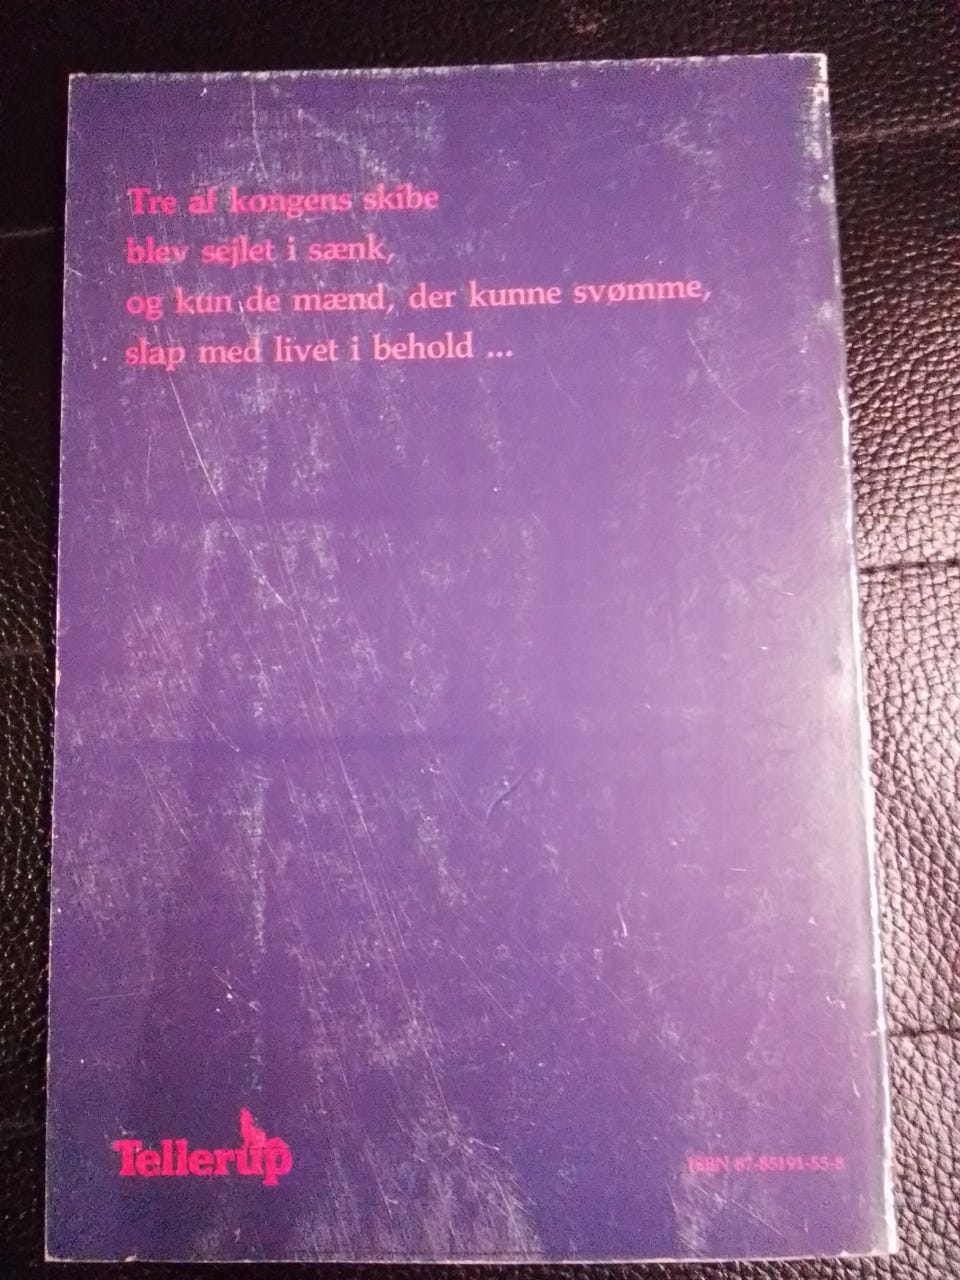 Tre af kongens skibe
blev sejlet i sænk,
og kun de mænd, der kunne svømme,
slap med livet i behold ...
Tellerup
ISBN 87-85191-55-8